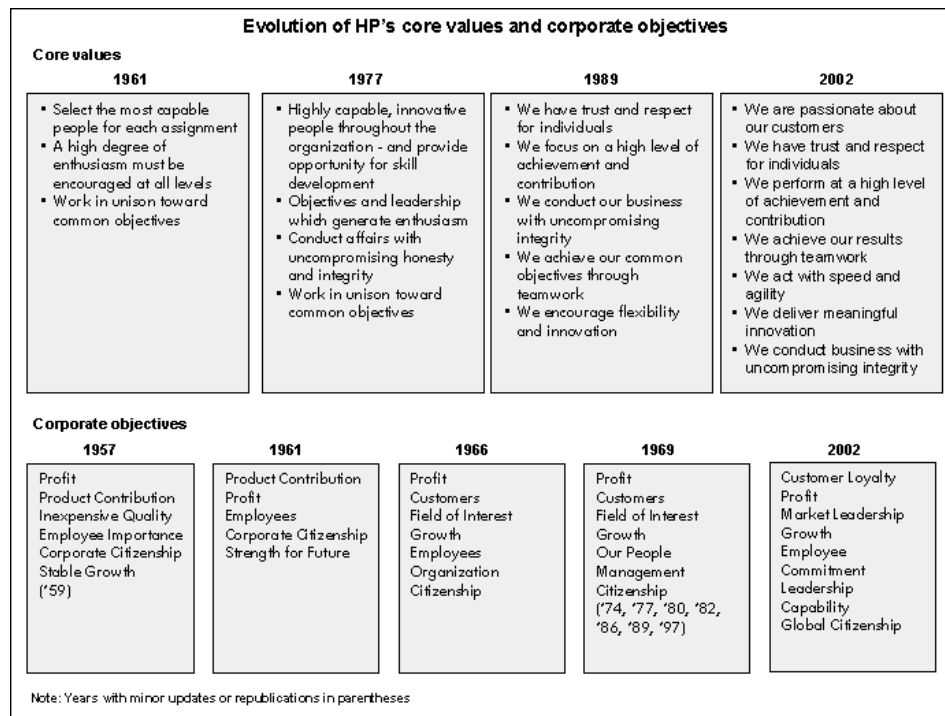 Evolution of HP's core values and corporate objectives
Core values
1961
▪ Select the most capable
people for each assignment
▪ A high degree of
enthusiasm must be
encouraged at all levels
▪ Work in unison toward
common objectives
1977
▪ Highly capable, innovative
people throughout the
organization - and provide
opportunity for skill
development
▪ Objectives and leadership
which generate enthusiasm
▪ Conduct affairs with
uncompromising honesty
and integrity
▪ Work in unison toward
common objectives
1989
▪ We have trust and respect
for individuals
▪ We focus on a high level of
achievement and
contribution
▪ We conduct our business
with uncompromising
integrity
▪ We achieve our common
objectives through
teamwork
▪ We encourage flexibility
and innovation
2002
▪ We are passionate about
our customers
▪ We have trust and respect
for individuals
▪ We perform at a high level
of achievement and
contribution
▪ We achieve our results
through teamwork
▪ We act with speed and
agility
▪ We deliver meaningful
innovation
▪ We conduct business with
uncompromising integrity
Corporate objectives
1957
Profit
Product Contribution
Inexpensive Quality
Employee Importance
Corporate Citizenship
Stable Growth
('59)
1961
Product Contribution
Profit
Employees
Corporate Citizenship
Strength for Future
1966
Profit
Customers
Field of Interest
Growth
Employees
Organization
Citizenship
1969
Profit
Customers
Field of Interest
Growth
Our People
Management
Citizenship
('74, '77, '80, '82,
'86, '89, '97)
2002
Customer Loyalty
Profit
Market Leadership
Growth
Employee
Commitment
Leadership
Capability
Global Citizenship
Note: Years with minor updates or republications in parentheses